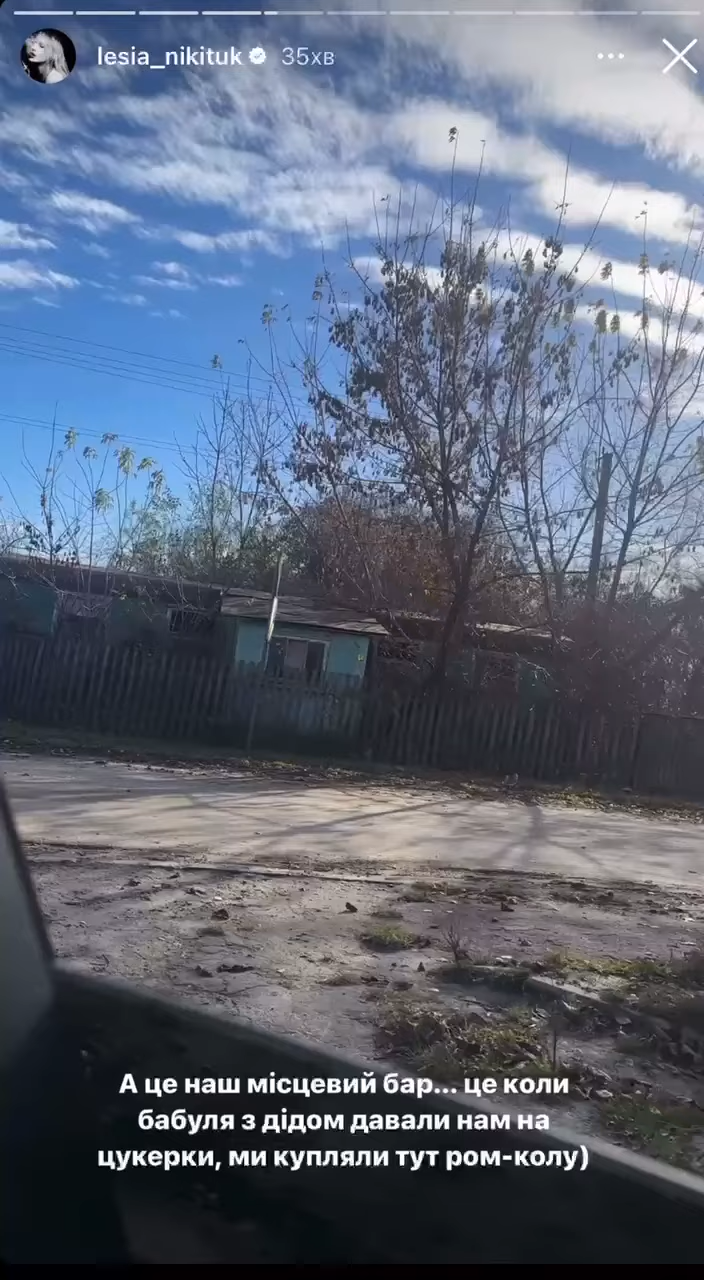 lesia_nikituk 35хв
А це наш місцевий бар... це коли
бабуля з дідом давали нам на
цукерки, ми купляли тут ром-колу)